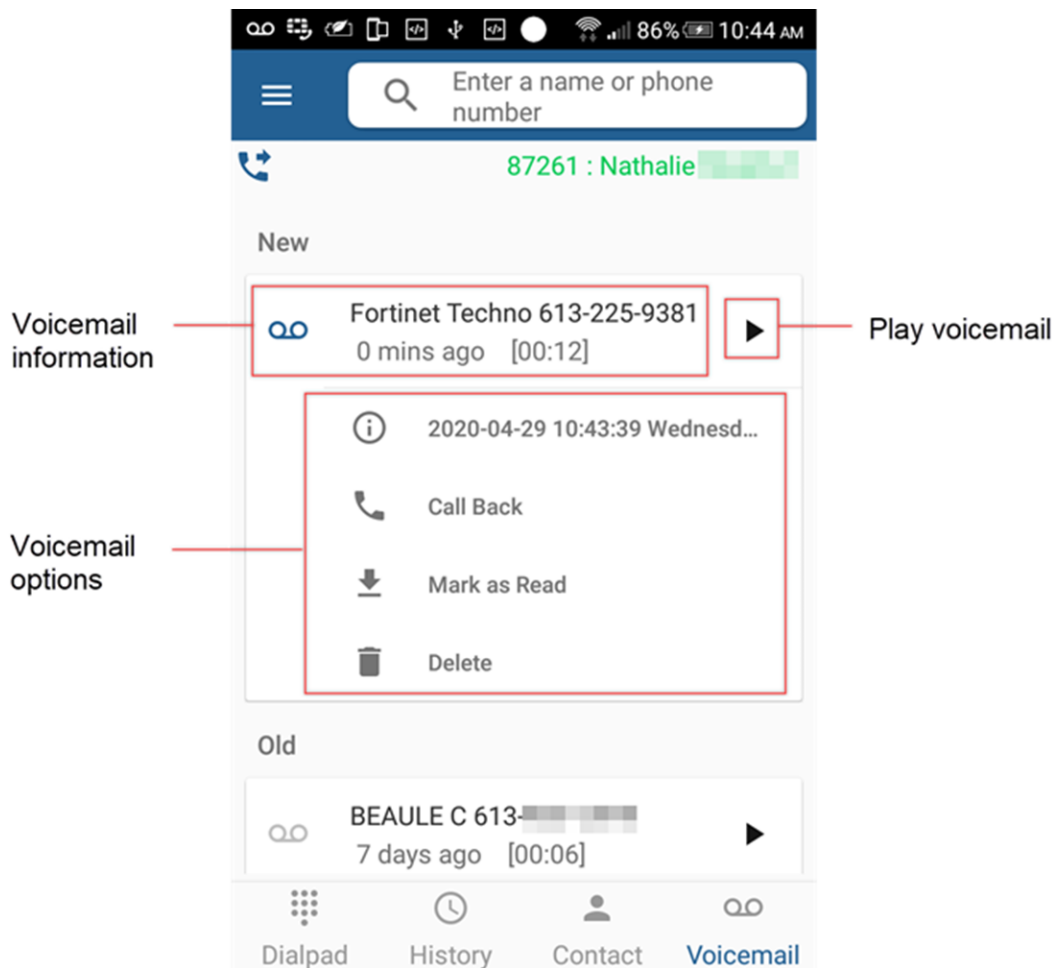 86% 10:44 AM
Enter a name or phone
number
87261 : Nathalie
New
Voicemail
information
Fortinet Techno 613-225-9381
0 mins ago [00:12]
Play voicemail
2020-04-29 10:43:39 Wednesd...
Call Back
Voicemail
options
Mark as Read
Delete
Old
BEAULE C 613-
7 days ago [00:06]
Dialpad History Contact Voicemail